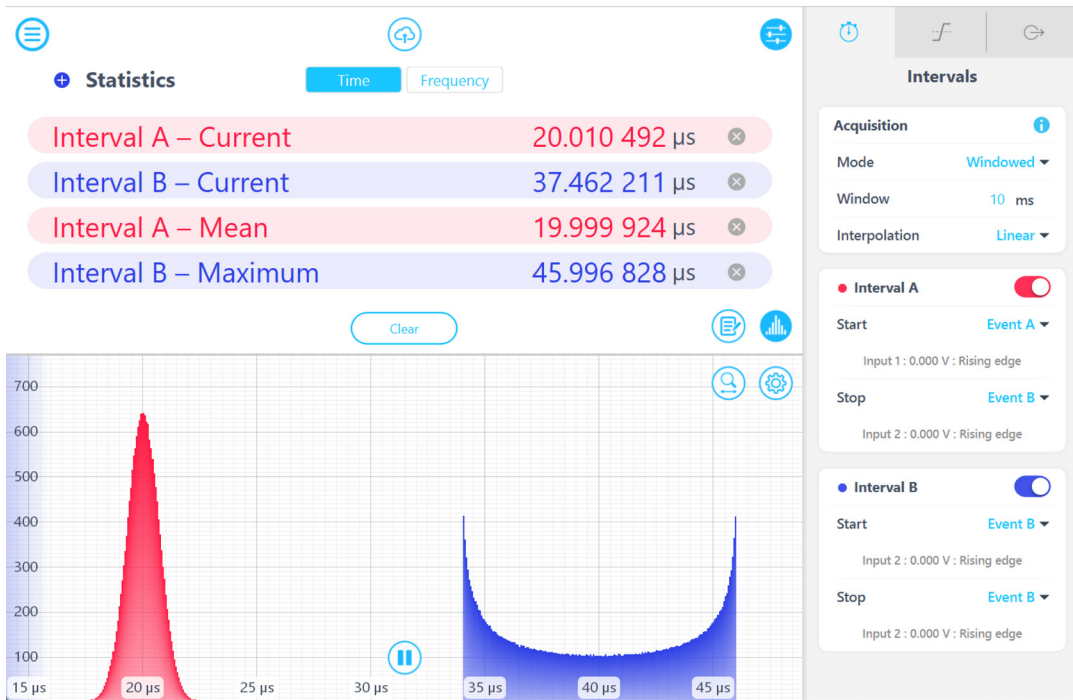 Statistics
Time
Frequency
Interval A – Current 20.010 492 µs
Interval B – Current 37.462 211 µs
Interval A – Mean 19.999 924 µs
Interval B – Maximum 45.996 828 µs
Clear
700
600
500
400
300
200
100
15 µs 20 µs 25 µs 30 µs 35 µs 40 µs 45 µs
Intervals
Acquisition
Mode Windowed
Window 10 ms
Interpolation Linear
Interval A
Start Event A
Input 1 : 0.000 V : Rising edge
Stop Event B
Input 2 : 0.000 V : Rising edge
Interval B
Start Event B
Input 2 : 0.000 V : Rising edge
Stop Event B
Input 2 : 0.000 V : Rising edge